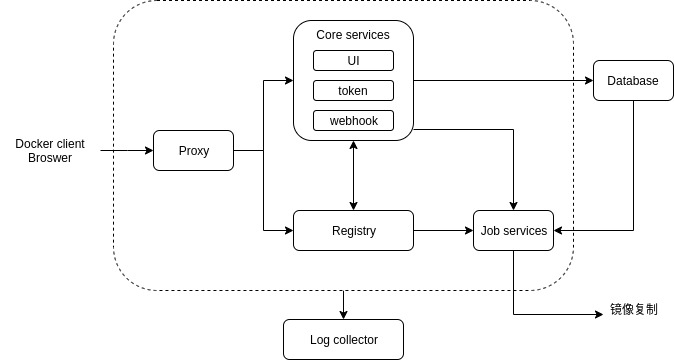 Core services
UI
token
webhook
Database
Docker client
Broswer
Proxy
Registry
Job services
镜像复制
Log collector